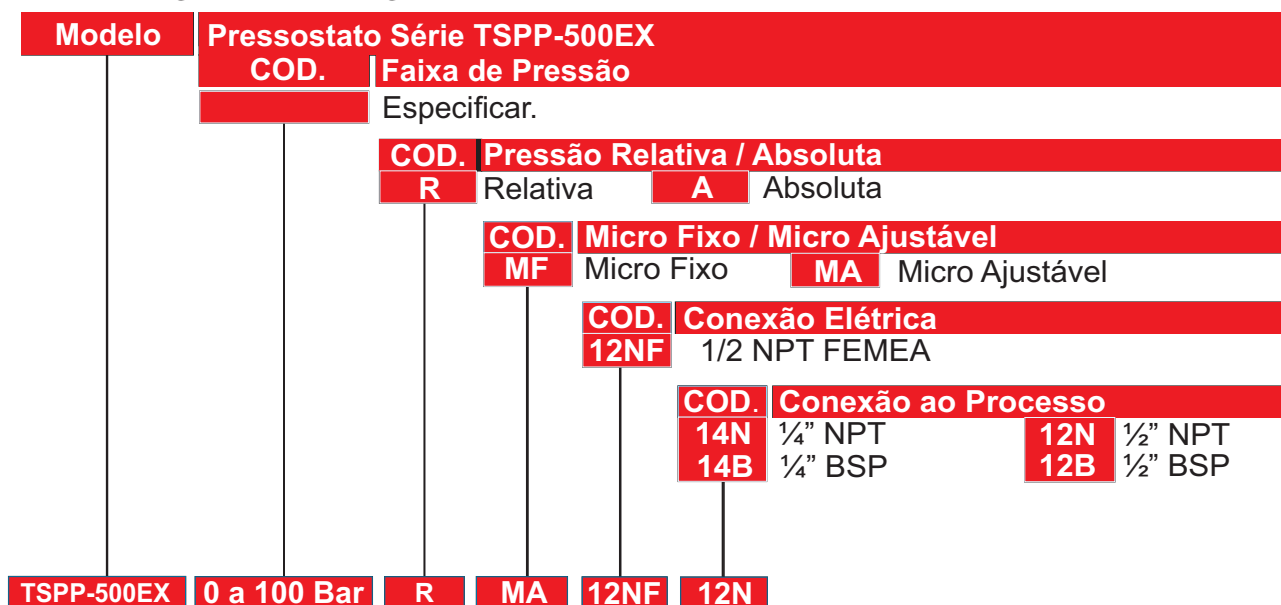 Modelo Pressostato Série TSPP-500EX
COD. Faixa de Pressão
Especificar.
COD. Pressão Relativa / Absoluta
R Relativa A Absoluta
COD. Micro Fixo / Micro Ajustável
MF Micro Fixo MA Micro Ajustável
COD. Conexão Elétrica
12NF 1/2 NPT FEMEA
COD. Conexão ao Processo
14N ¼” NPT 12N ½” NPT
14B ¼” BSP 12B ½” BSP
TSPP-500EX 0 a 100 Bar R MA 12NF 12N